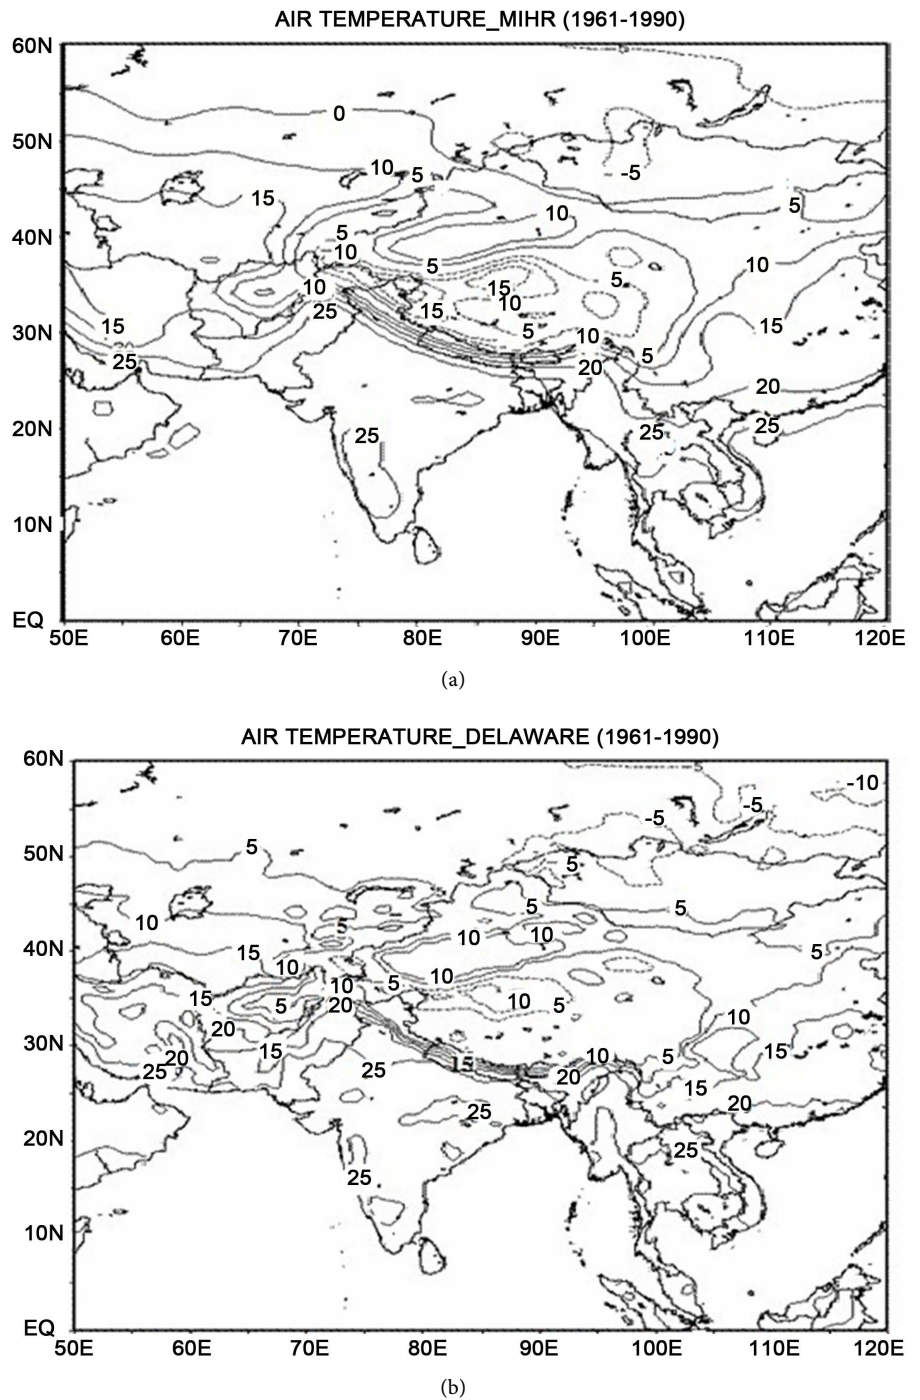 AIR TEMPERATURE_MIHR (1961-1990)
60N
0
50N
10 5 -5
15 5
10
40N
5
10 5 5 10
10 15
25 15 10
15 5 10 15
30N
25 5
20
20
20N
25 25 25
10N
EQ
50E 60E 70E 80E 90E 100E 110E 120E
(a)
AIR TEMPERATURE_DELAWARE (1961-1990)
60N
-10
-5 -5
50N
5 5
10 5 5
10 10
40N
15 5
10 10
15 5 10 5 10 5
20 20 10
30N
20 15 15 10 5 15
25 25 20 15
25 20
20N
25 25
10N
EQ
50E 60E 70E 80E 90E 100E 110E 120E
(b)